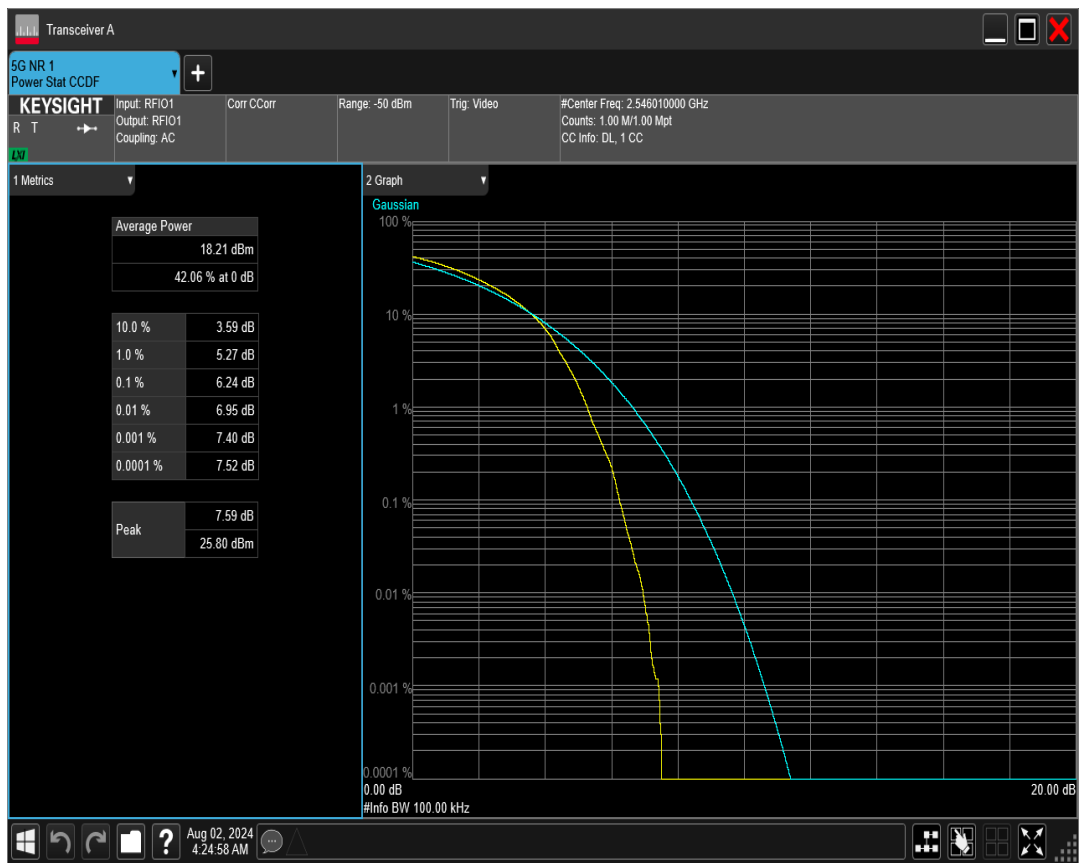 Transceiver A
5G NR 1
Power Stat CCDF
+
KEYSIGHT
R T
LXI
Input: RFIO1
Output: RFIO1
Coupling: AC
Corr CCorr
Range: -50 dBm
Trig: Video
#Center Freq: 2.546010000 GHz
Counts: 1.00 M/1.00 Mpt
CC Info: DL, 1 CC
1 Metrics
Average Power
18.21 dBm
42.06 % at 0 dB
10.0 % 3.59 dB
1.0 % 5.27 dB
0.1 % 6.24 dB
0.01 % 6.95 dB
0.001 % 7.40 dB
0.0001 % 7.52 dB
Peak 7.59 dB
25.80 dBm
2 Graph
Gaussian
100 %
10 %
1 %
0.1 %
0.01 %
0.001 %
0.0001 %
0.00 dB 20.00 dB
#Info BW 100.00 kHz
?
Aug 02, 2024
4:24:58 AM